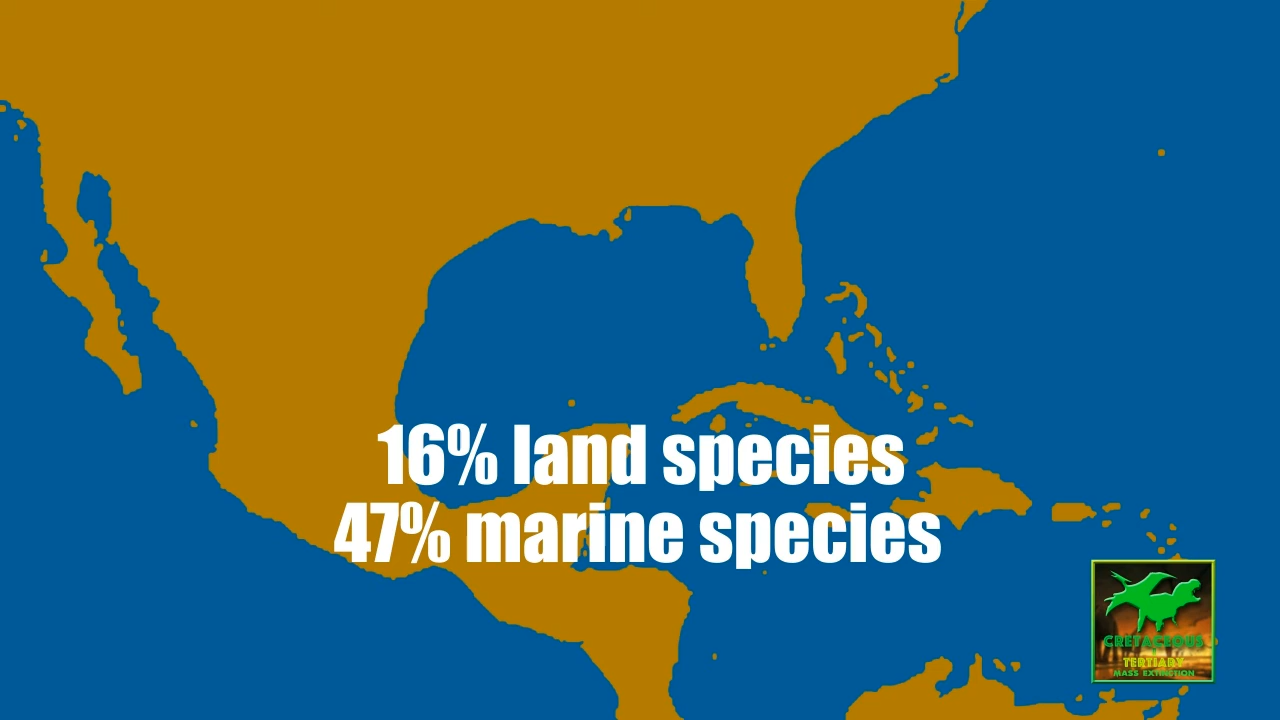 16% land species
47% marine species
CRETACEOUS
TERTIARY
MASS EXTINCTION